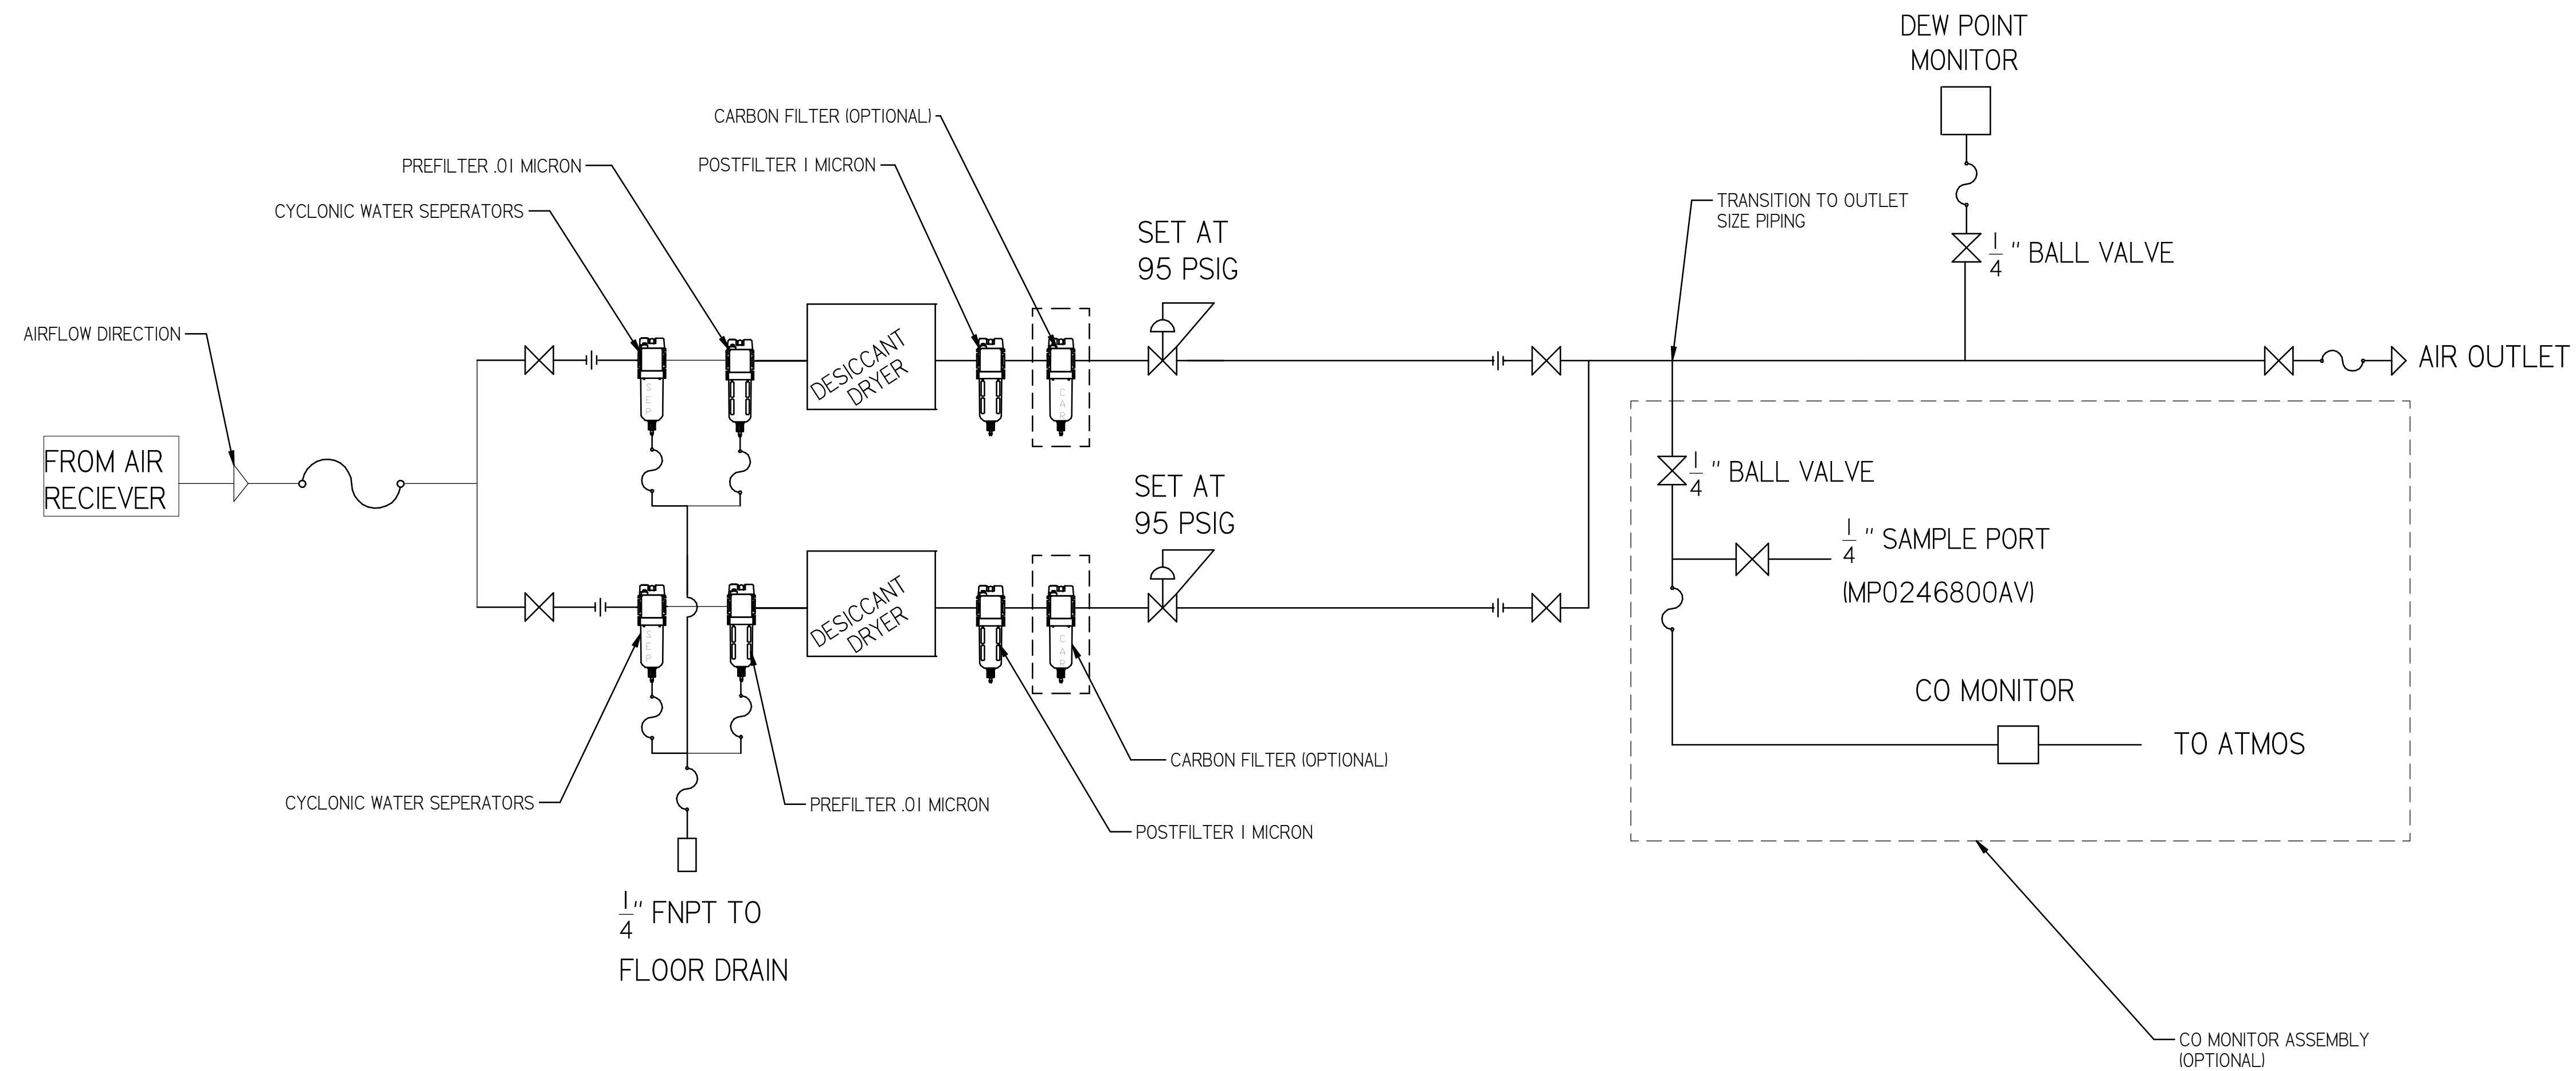 DEW POINT
MONITOR
CARBON FILTER (OPTIONAL)
PREFILTER .01 MICRON
POSTFILTER 1 MICRON
CYCLONIC WATER SEPERATORS
TRANSITION TO OUTLET
SIZE PIPING
SET AT
95 PSIG
1/4" BALL VALVE
AIRFLOW DIRECTION
DESICCANT
DRYER
SEP
CAR
AIR OUTLET
FROM AIR
RECIEVER
1/4" BALL VALVE
SET AT
95 PSIG
1/4" SAMPLE PORT
(MP0246800AV)
DESICCANT
DRYER
SEP
CAR
CO MONITOR
TO ATMOS
CARBON FILTER (OPTIONAL)
CYCLONIC WATER SEPERATORS
PREFILTER .01 MICRON
POSTFILTER 1 MICRON
1/4" FNPT TO
FLOOR DRAIN
CO MONITOR ASSEMBLY
(OPTIONAL)